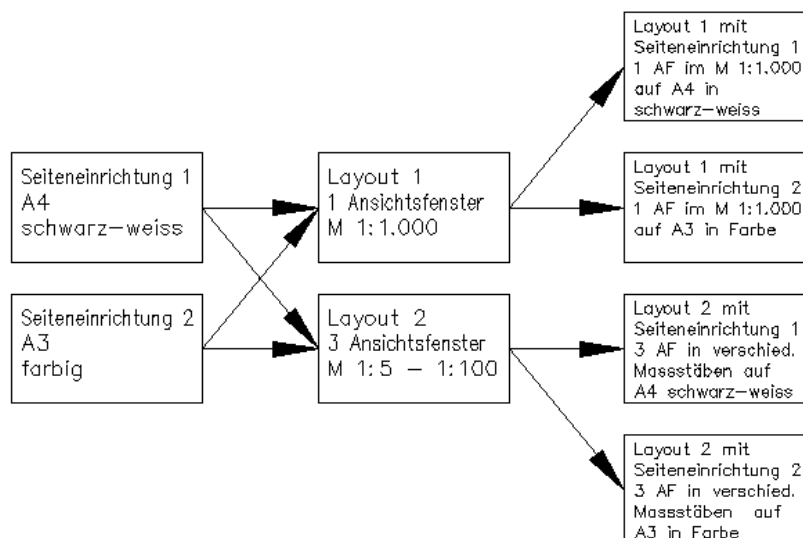 Layout 1 mit
Seiteneinrichtung 1
1 AF im M 1:1.000
auf A4 in
schwarz-weiss
Seiteneinrichtung 1
A4
schwarz-weiss
Layout 1
1 Ansichtsfenster
M 1:1.000
Layout 1 mit
Seiteneinrichtung 2
1 AF im M 1:1.000
auf A3 in Farbe
Seiteneinrichtung 2
A3
farbig
Layout 2
3 Ansichtsfenster
M 1:5 - 1:100
Layout 2 mit
Seiteneinrichtung 1
3 AF in verschied.
Massstäben auf
A4 schwarz-weiss
Layout 2 mit
Seiteneinrichtung 2
3 AF in verschied.
Massstäben auf
A3 in Farbe